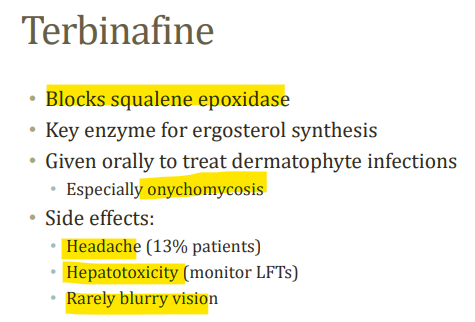 Terbinafine
• Blocks squalene epoxidase
• Key enzyme for ergosterol synthesis
• Given orally to treat dermatophyte infections
• Especially onychomycosis
• Side effects:
• Headache (13% patients)
• Hepatotoxicity (monitor LFTs)
• Rarely blurry vision